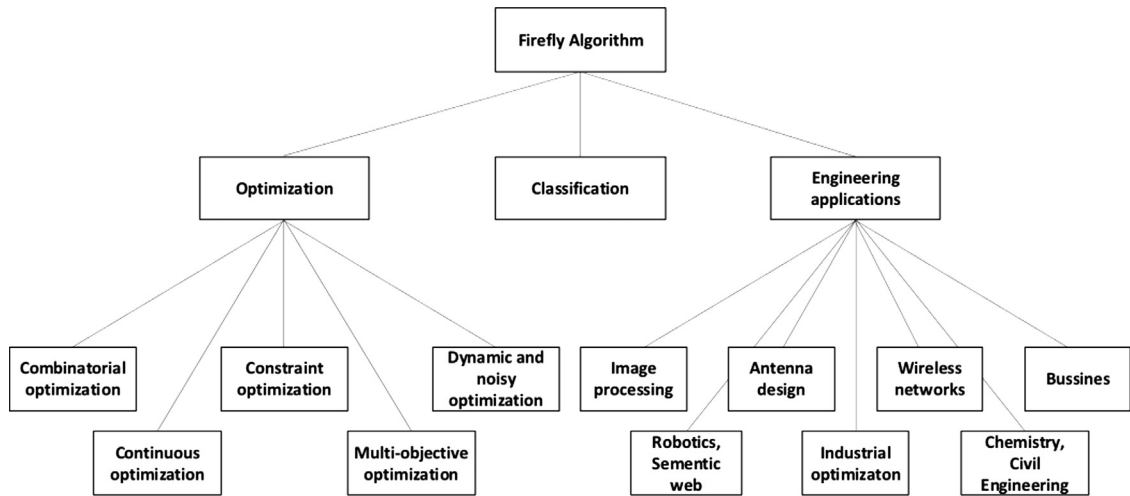 Firefly Algorithm
Optimization
Classification
Engineering
applications
Combinatorial
optimization
Constraint
optimization
Dynamic and
noisy
optimization
Image
processing
Antenna
design
Wireless
networks
Bussines
Continuous
optimization
Multi-objective
optimization
Robotics,
Sementic
web
Industrial
optimizaton
Chemistry,
Civil
Engineering